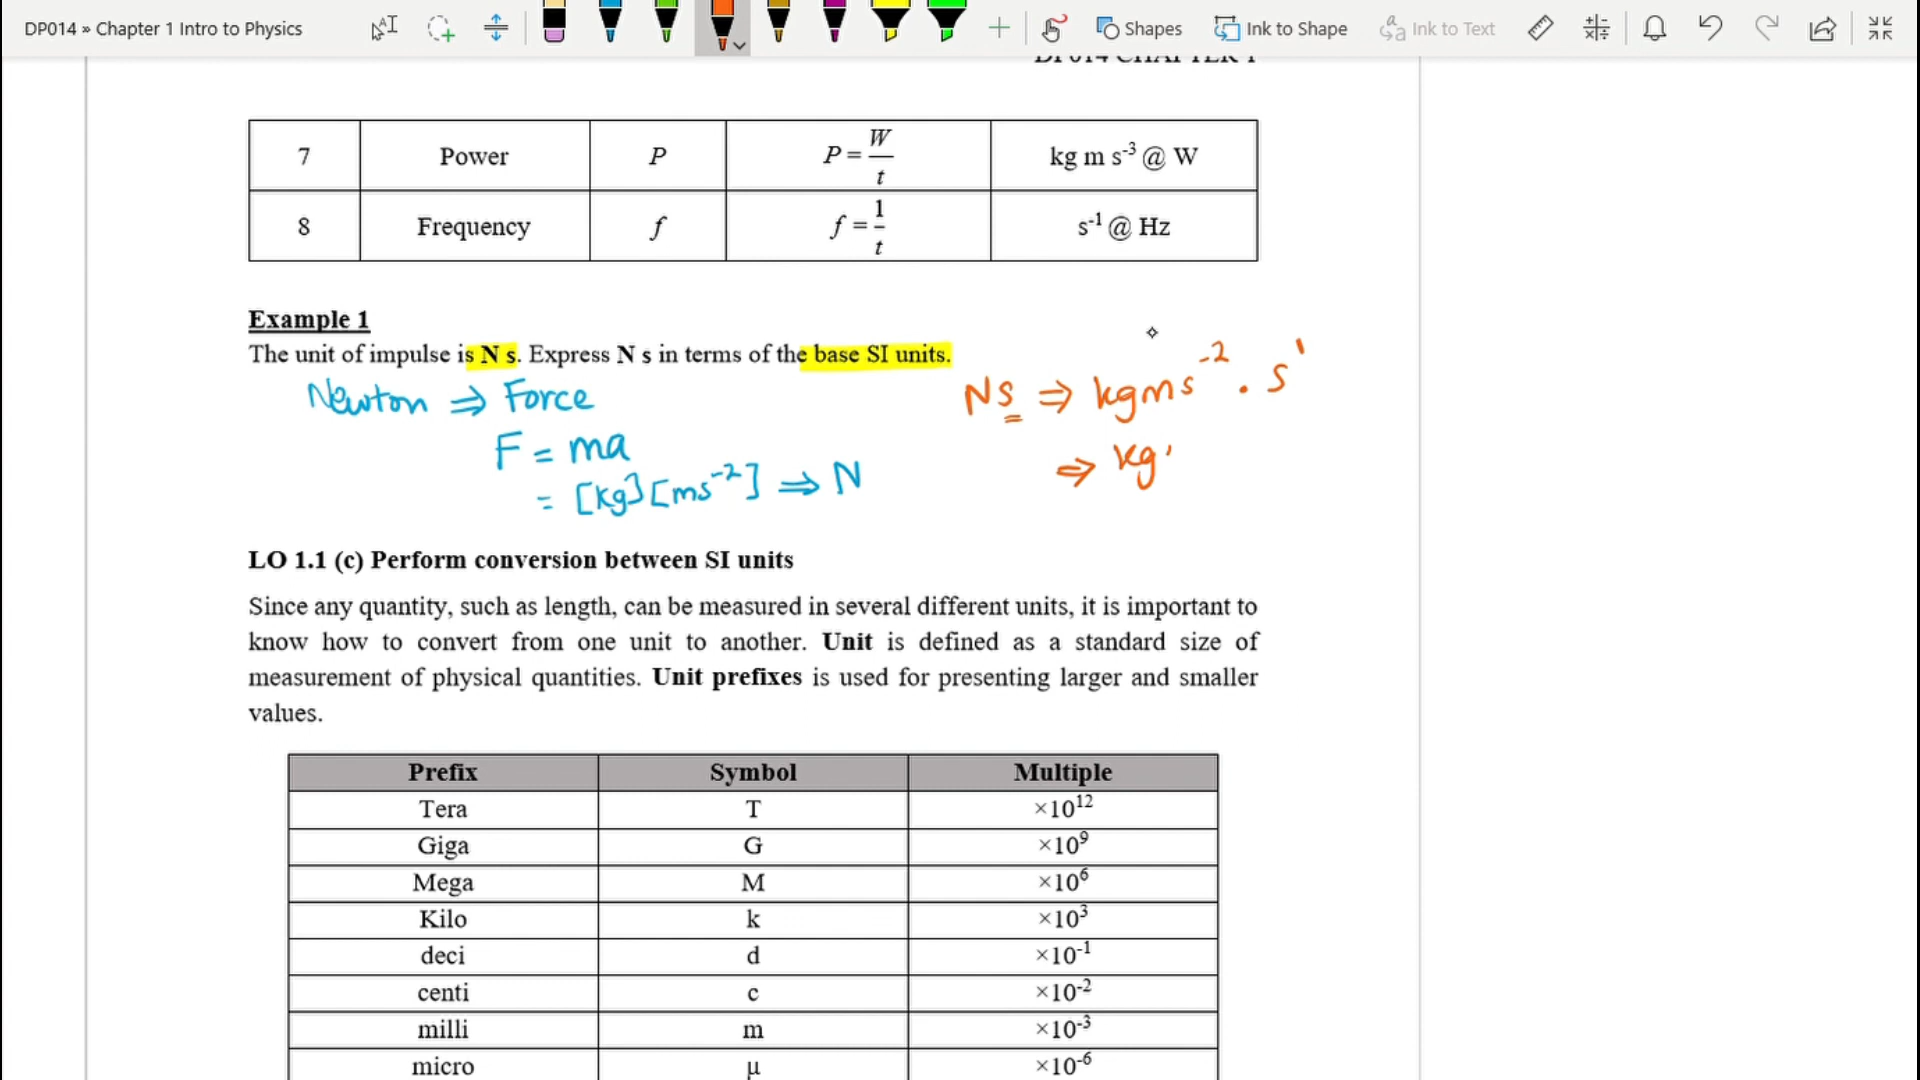 DP014 » Chapter 1 Intro to Physics Shapes Ink to Shape Ink to Text
DP014 CHAPTER 1
7 Power P P = W/t kg m s⁻³ @ W
8 Frequency f f = 1/t s⁻¹ @ Hz
Example 1
The unit of impulse is N s. Express N s in terms of the base SI units.
Newton ⇒ Force
F = ma
= [kg][ms⁻²] ⇒ N
Ns ⇒ kgms⁻² · s¹
⇒ kg
LO 1.1 (c) Perform conversion between SI units
Since any quantity, such as length, can be measured in several different units, it is important to
know how to convert from one unit to another. Unit is defined as a standard size of
measurement of physical quantities. Unit prefixes is used for presenting larger and smaller
values.
Prefix Symbol Multiple
Tera T ×10¹²
Giga G ×10⁹
Mega M ×10⁶
Kilo k ×10³
deci d ×10⁻¹
centi c ×10⁻²
milli m ×10⁻³
micro μ ×10⁻⁶